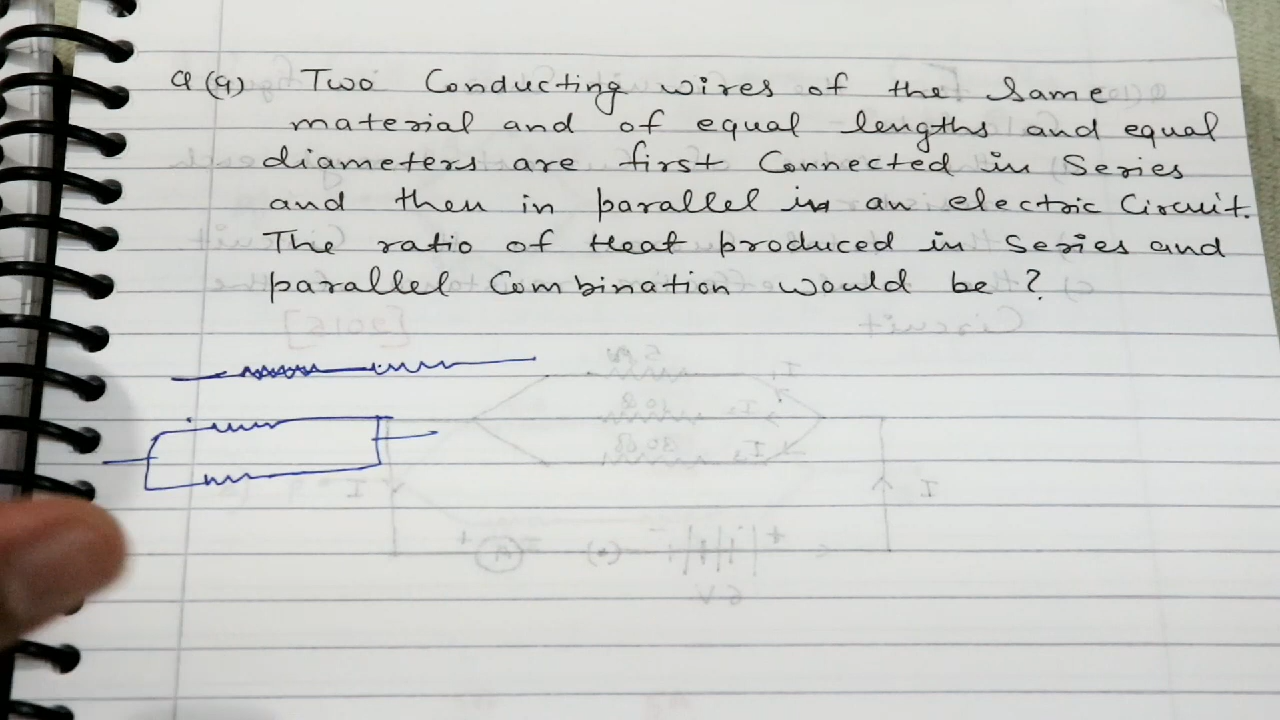 Q (9) Two Conducting wires of the Same
material and of equal lengths and equal
diameters are first Connected in Series
and then in parallel in an electric Circuit.
The ratio of Heat produced in Series and
parallel Combination would be ?